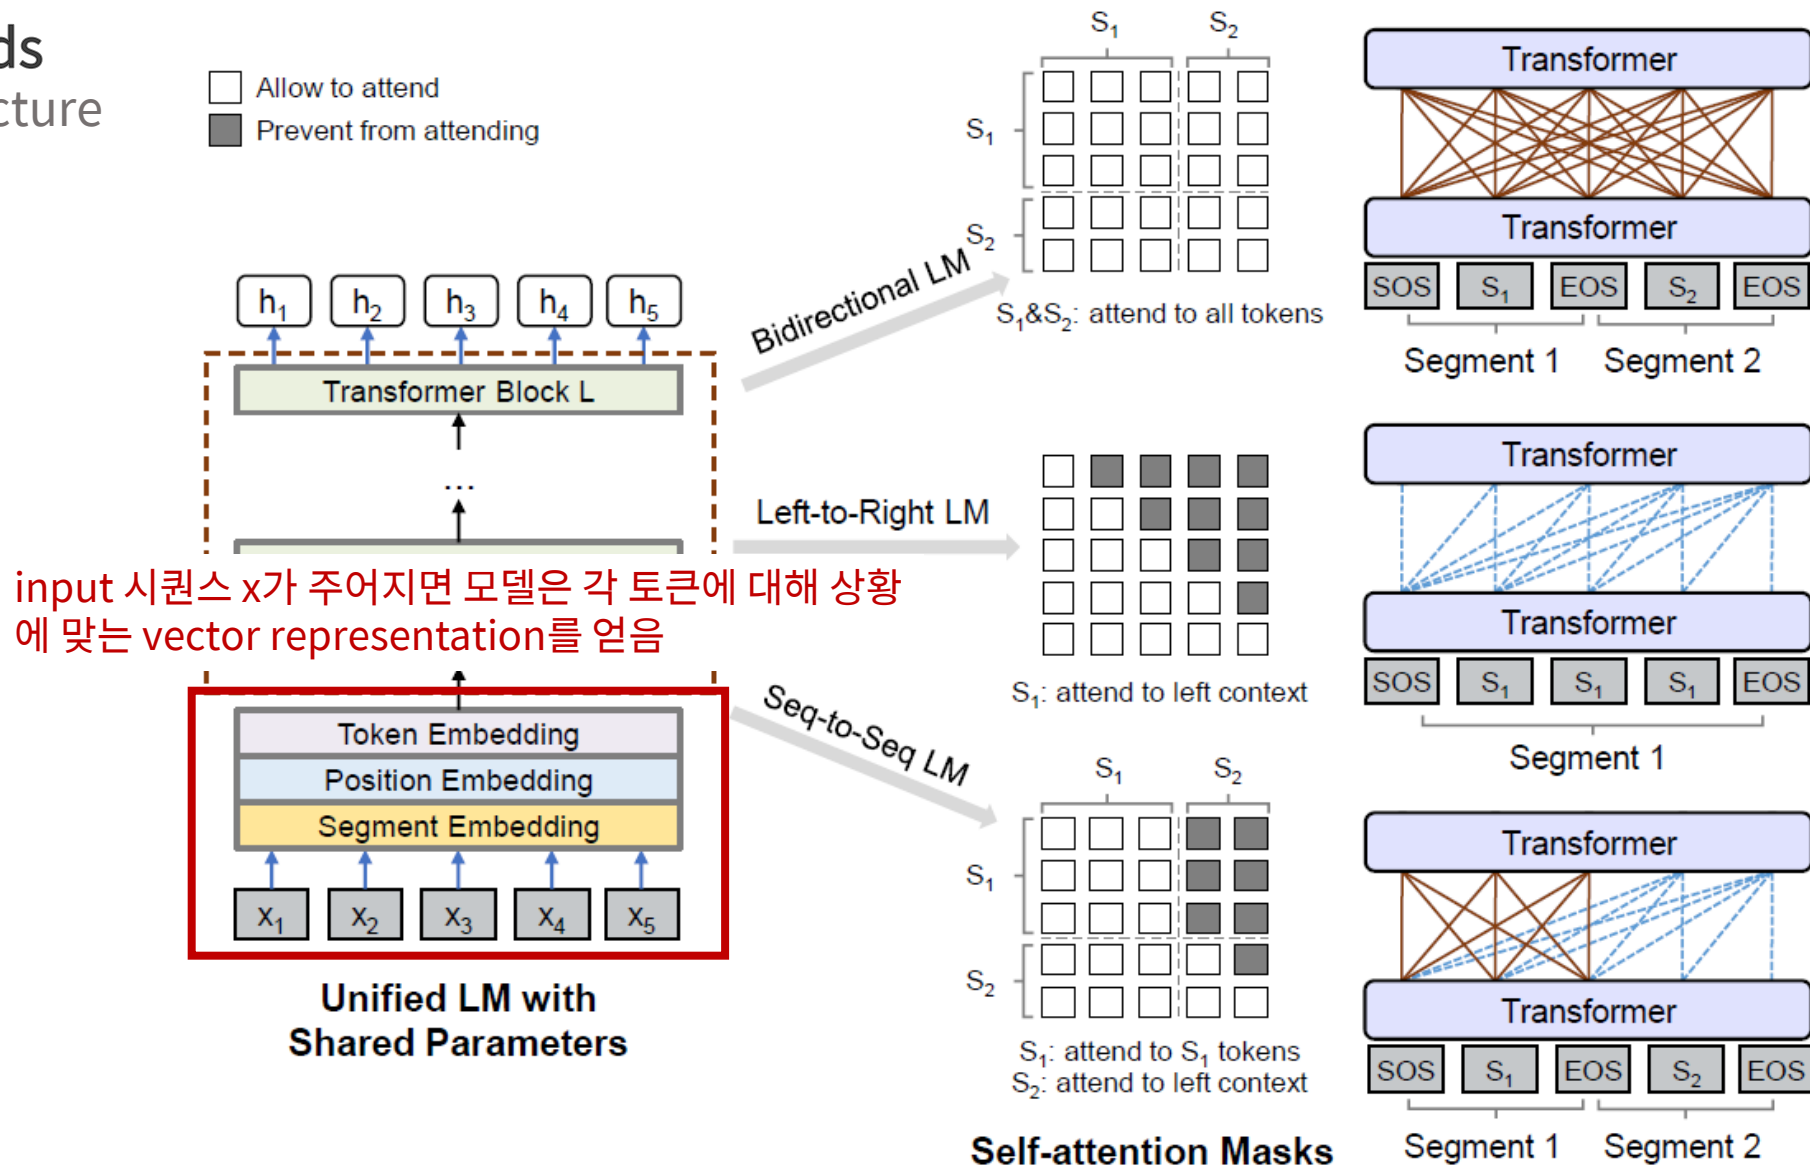 ds
cture
Allow to attend
Prevent from attending
h1 h2 h3 h4 h5
Transformer Block L
...
input 시퀀스 x가 주어지면 모델은 각 토큰에 대해 상황
에 맞는 vector representation를 얻음
Token Embedding
Position Embedding
Segment Embedding
x1 x2 x3 x4 x5
Unified LM with
Shared Parameters
Bidirectional LM
Left-to-Right LM
Seq-to-Seq LM
S1 S2
S1
S2
S1&S2: attend to all tokens
S1: attend to left context
S1 S2
S1
S2
S1: attend to S1 tokens
S2: attend to left context
Self-attention Masks
Transformer
Transformer
SOS S1 EOS S2 EOS
Segment 1 Segment 2
Transformer
Transformer
SOS S1 S1 S1 EOS
Segment 1
Transformer
Transformer
SOS S1 EOS S2 EOS
Segment 1 Segment 2